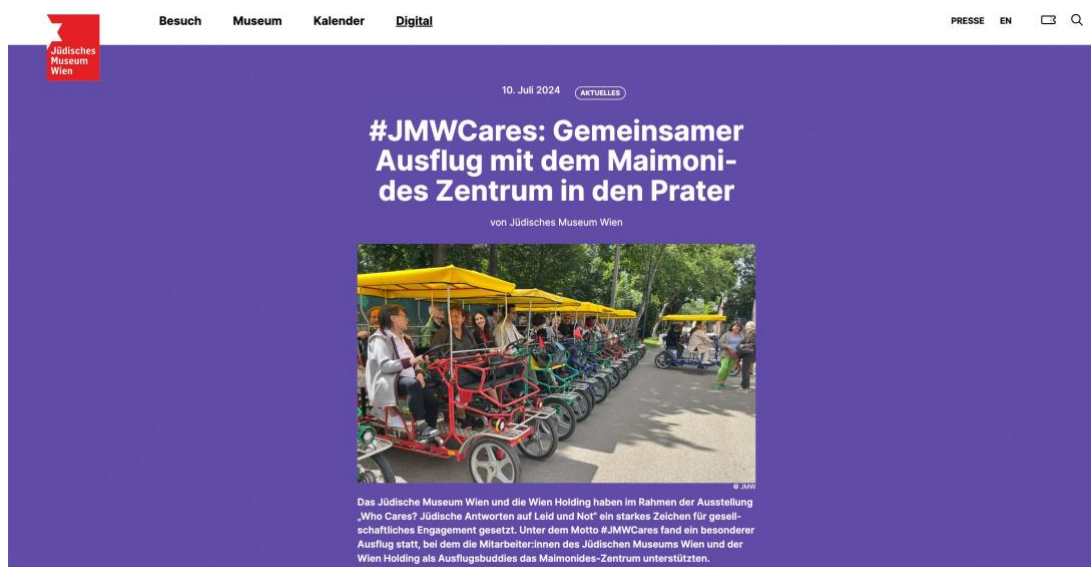 Jüdisches
Museum
Wien
Besuch Museum Kalender Digital
PRESSE EN
10. Juli 2024 AKTUELLES
#JMWCares: Gemeinsamer
Ausflug mit dem Maimoni-
des Zentrum in den Prater
von Jüdisches Museum Wien
© JMW
Das Jüdische Museum Wien und die Wien Holding haben im Rahmen der Ausstellung
„Who Cares? Jüdische Antworten auf Leid und Not" ein starkes Zeichen für gesell-
schaftliches Engagement gesetzt. Unter dem Motto #JMWCares fand ein besonderer
Ausflug statt, bei dem die Mitarbeiter:innen des Jüdischen Museums Wien und der
Wien Holding als Ausflugsbuddies das Maimonides-Zentrum unterstützten.